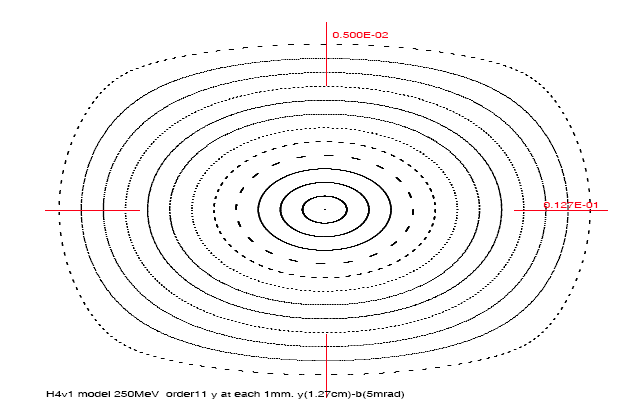 0.500E-02
0.127E-01
H4v1 model 250MeV order11 y at each 1mm. y(1.27cm)-b(5mrad)